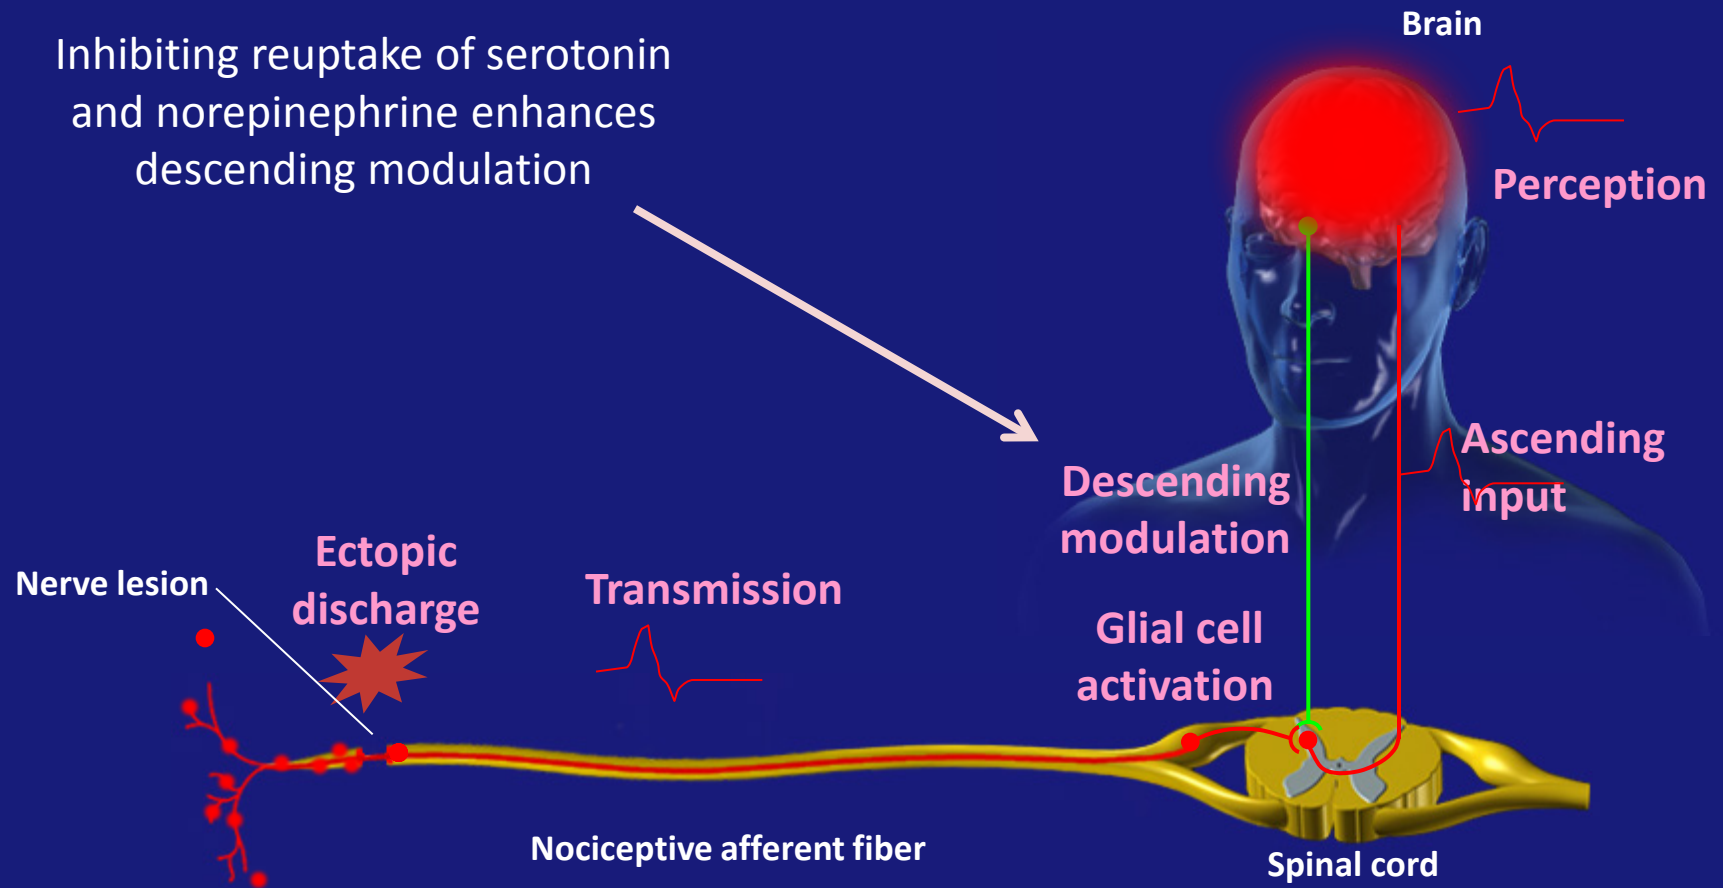 Inhibiting reuptake of serotonin
and norepinephrine enhances
descending modulation
Brain
Perception
Ascending
input
Descending
modulation
Ectopic
discharge
Nerve lesion
Transmission
Glial cell
activation
Nociceptive afferent fiber
Spinal cord